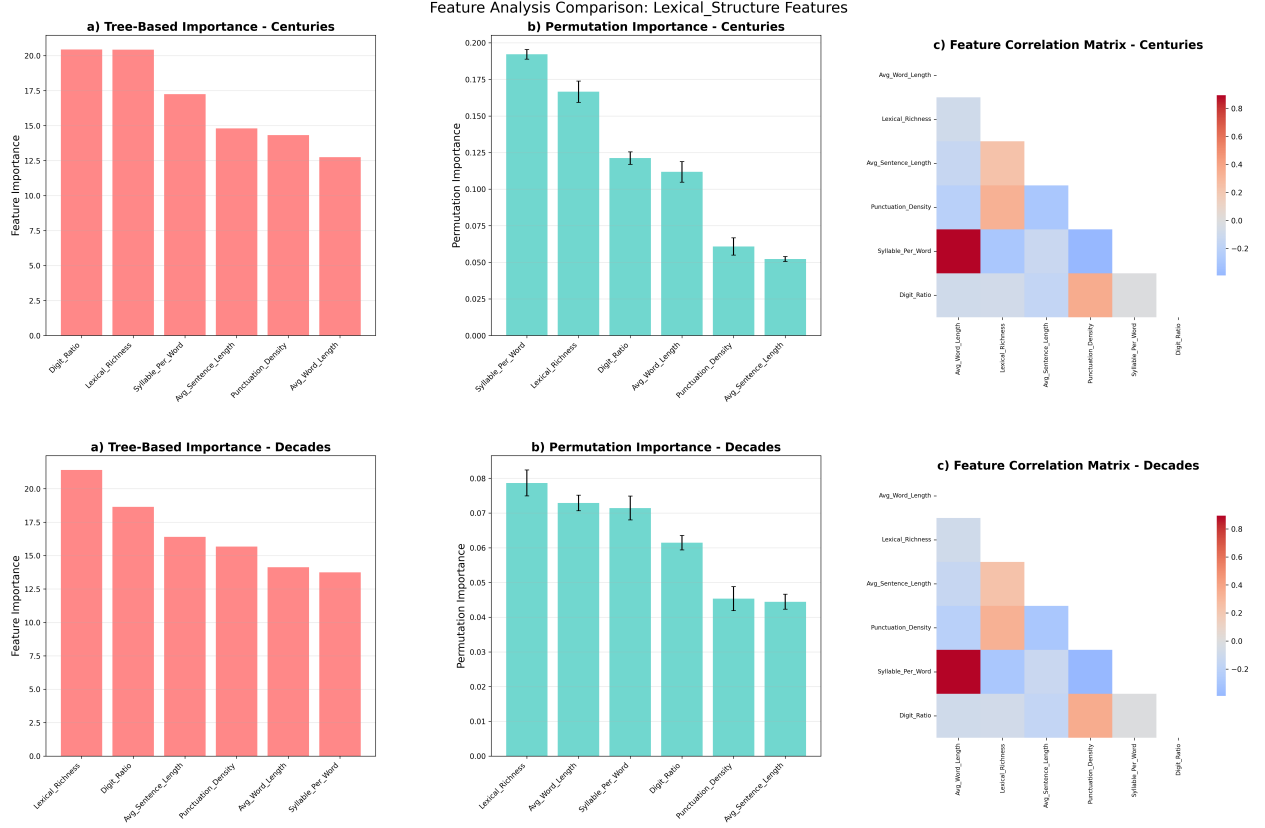 Feature Analysis Comparison: Lexical_Structure Features
a) Tree-Based Importance - Centuries
Feature Importance
20.0
17.5
15.0
12.5
10.0
7.5
5.0
2.5
0.0
Digit_Ratio
Lexical_Richness
Syllable_Per_Word
Avg_Sentence_Length
Punctuation_Density
Avg_Word_Length
b) Permutation Importance - Centuries
Permutation Importance
0.200
0.175
0.150
0.125
0.100
0.075
0.050
0.025
0.000
Syllable_Per_Word
Lexical_Richness
Digit_Ratio
Avg_Word_Length
Punctuation_Density
Avg_Sentence_Length
c) Feature Correlation Matrix - Centuries
Avg_Word_Length
Lexical_Richness
Avg_Sentence_Length
Punctuation_Density
Syllable_Per_Word
Digit_Ratio
Avg_Word_Length
Lexical_Richness
Avg_Sentence_Length
Punctuation_Density
Syllable_Per_Word
Digit_Ratio
0.8
0.6
0.4
0.2
0.0
−0.2
a) Tree-Based Importance - Decades
Feature Importance
20.0
17.5
15.0
12.5
10.0
7.5
5.0
2.5
0.0
Lexical_Richness
Digit_Ratio
Avg_Sentence_Length
Punctuation_Density
Avg_Word_Length
Syllable_Per_Word
b) Permutation Importance - Decades
Permutation Importance
0.08
0.07
0.06
0.05
0.04
0.03
0.02
0.01
0.00
Lexical_Richness
Avg_Word_Length
Syllable_Per_Word
Digit_Ratio
Punctuation_Density
Avg_Sentence_Length
c) Feature Correlation Matrix - Decades
Avg_Word_Length
Lexical_Richness
Avg_Sentence_Length
Punctuation_Density
Syllable_Per_Word
Digit_Ratio
Avg_Word_Length
Lexical_Richness
Avg_Sentence_Length
Punctuation_Density
Syllable_Per_Word
Digit_Ratio
0.8
0.6
0.4
0.2
0.0
−0.2